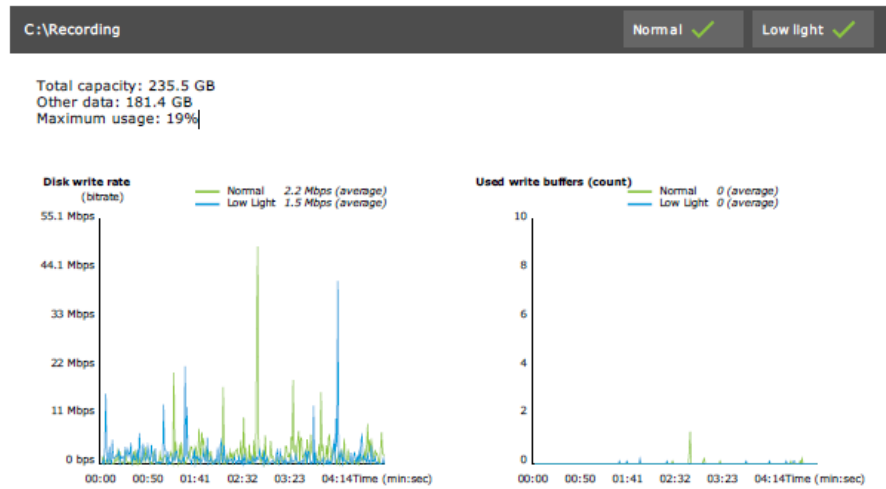 C:\Recording
Normal
Low light
Total capacity: 235.5 GB
Other data: 181.4 GB
Maximum usage: 19%
Disk write rate
(bitrate)
Normal 2.2 Mbps (average)
Low Light 1.5 Mbps (average)
55.1 Mbps
44.1 Mbps
33 Mbps
22 Mbps
11 Mbps
0 bps
00:00 00:50 01:41 02:32 03:23 04:14Time (min:sec)
Used write buffers (count)
Normal 0 (average)
Low Light 0 (average)
10
8
6
4
2
0
00:00 00:50 01:41 02:32 03:23 04:14Time (min:sec)